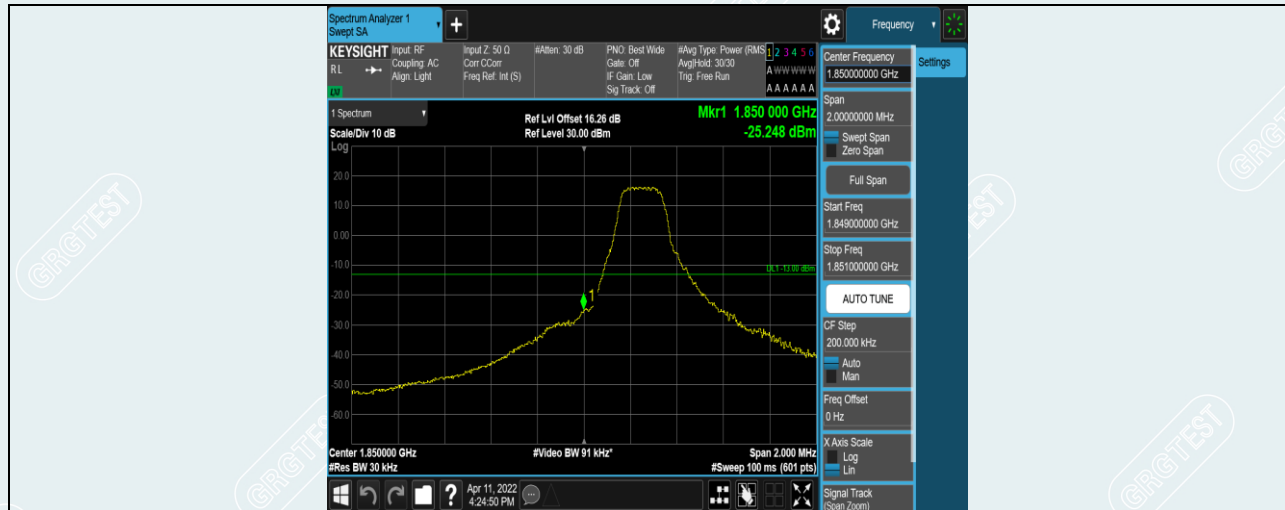 Spectrum Analyzer 1
Swept SA
+
Frequency
KEYSIGHT
RL
Input: RF
Coupling: AC
Align: Light
Input Z: 50 Ω
Corr CCorr
Freq Ref: Int (S)
#Atten: 30 dB
PNO: Best Wide
Gate: Off
IF Gain: Low
Sig Track: Off
#Avg Type: Power (RMS
Avg|Hold: 30/30
Trig: Free Run
1 2 3 4 5 6
A W W W W W
A A A A A A
1 Spectrum
Scale/Div 10 dB
Log
Ref Lvl Offset 16.26 dB
Ref Level 30.00 dBm
Mkr1 1.850 000 GHz
-25.248 dBm
20.0
10.0
0.00
-10.0
-20.0
-30.0
-40.0
-50.0
-60.0
DL1 -13.00 dBm
1
Center 1.850000 GHz
#Res BW 30 kHz
#Video BW 91 kHz*
Span 2.000 MHz
#Sweep 100 ms (601 pts)
?
Apr 11, 2022
4:24:50 PM
Center Frequency
1.850000000 GHz
Settings
Span
2.00000000 MHz
Swept Span
Zero Span
Full Span
Start Freq
1.849000000 GHz
Stop Freq
1.851000000 GHz
AUTO TUNE
CF Step
200.000 kHz
Auto
Man
Freq Offset
0 Hz
X Axis Scale
Log
Lin
Signal Track
(Span Zoom)
GRGTEST
GRGTEST
GRGTEST
GRGTEST
GRGTEST